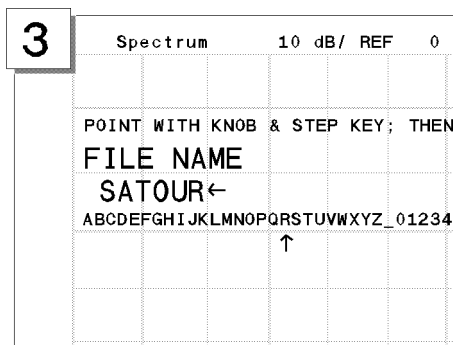 3
Spectrum 10 dB/ REF 0
POINT WITH KNOB & STEP KEY; THEN
FILE NAME
SATOUR←
ABCDEFGHIJKLMNOPQRSTUVWXYZ_01234
↑